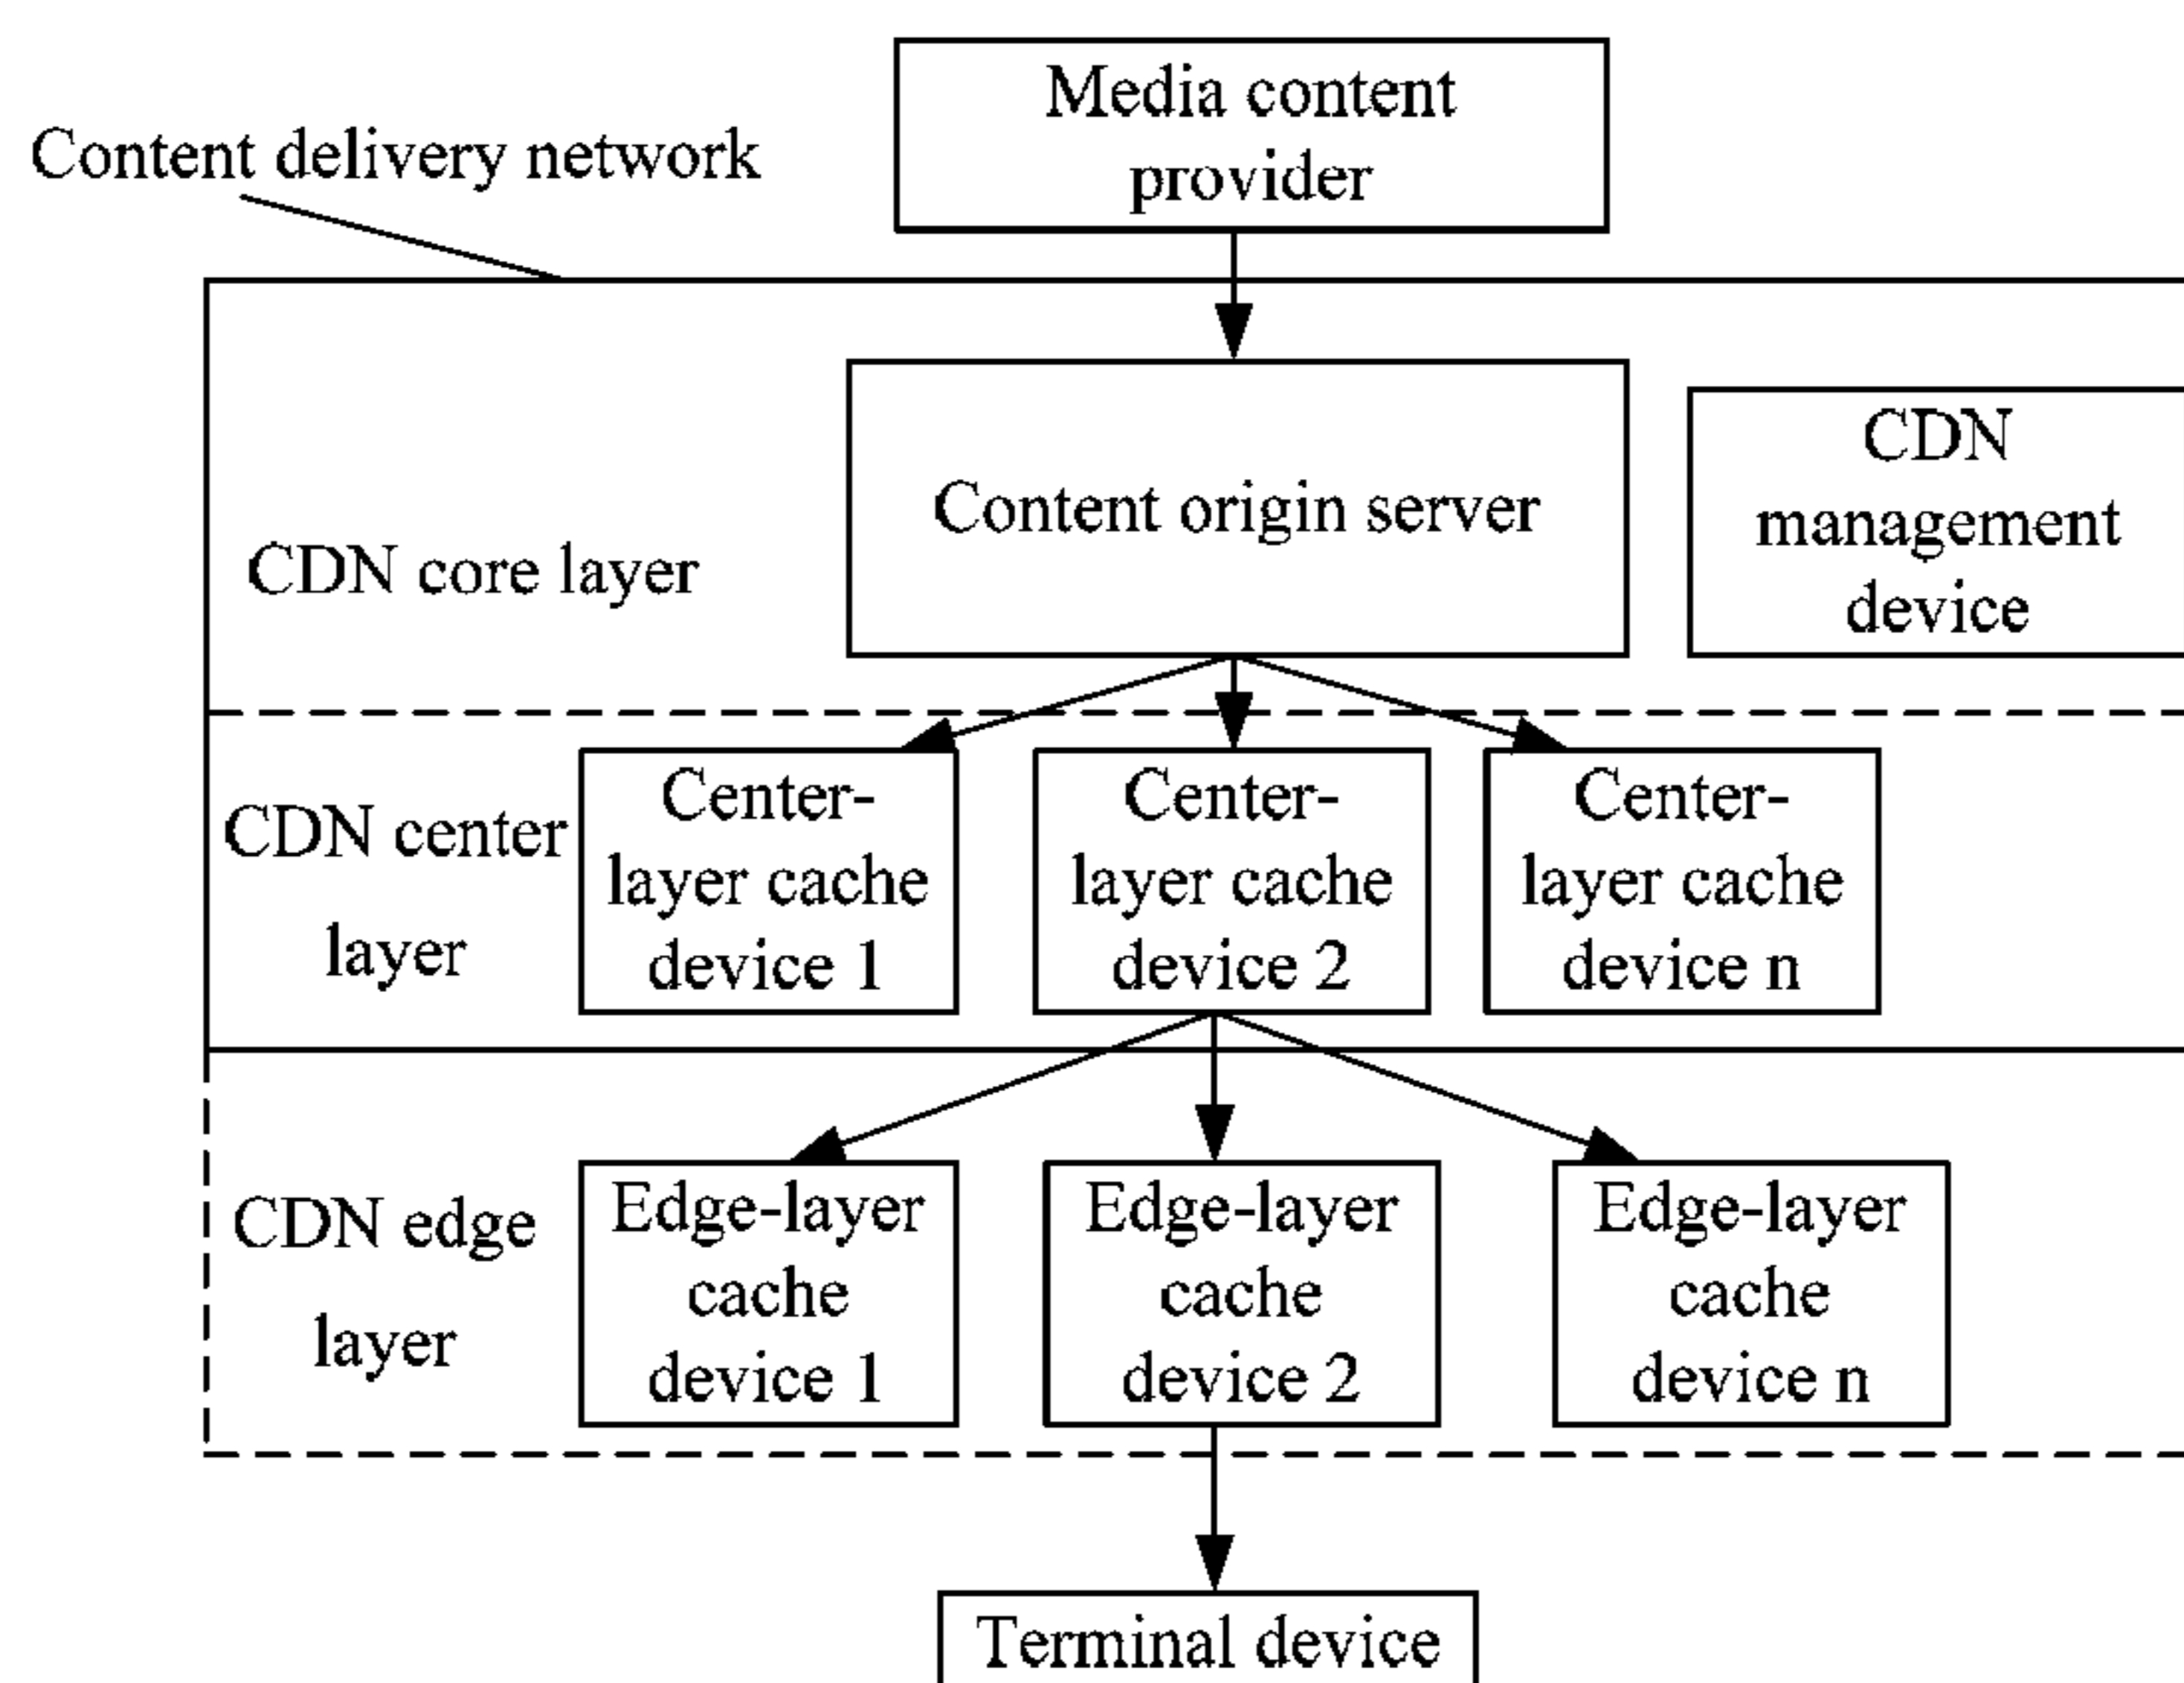 Media content
provider
Content delivery network
Content origin server
CDN
management
device
CDN core layer
CDN center
layer
Center-
layer cache
device 1
Center-
layer cache
device 2
Center-
layer cache
device n
CDN edge
layer
Edge-layer
cache
device 1
Edge-layer
cache
device 2
Edge-layer
cache
device n
Terminal device